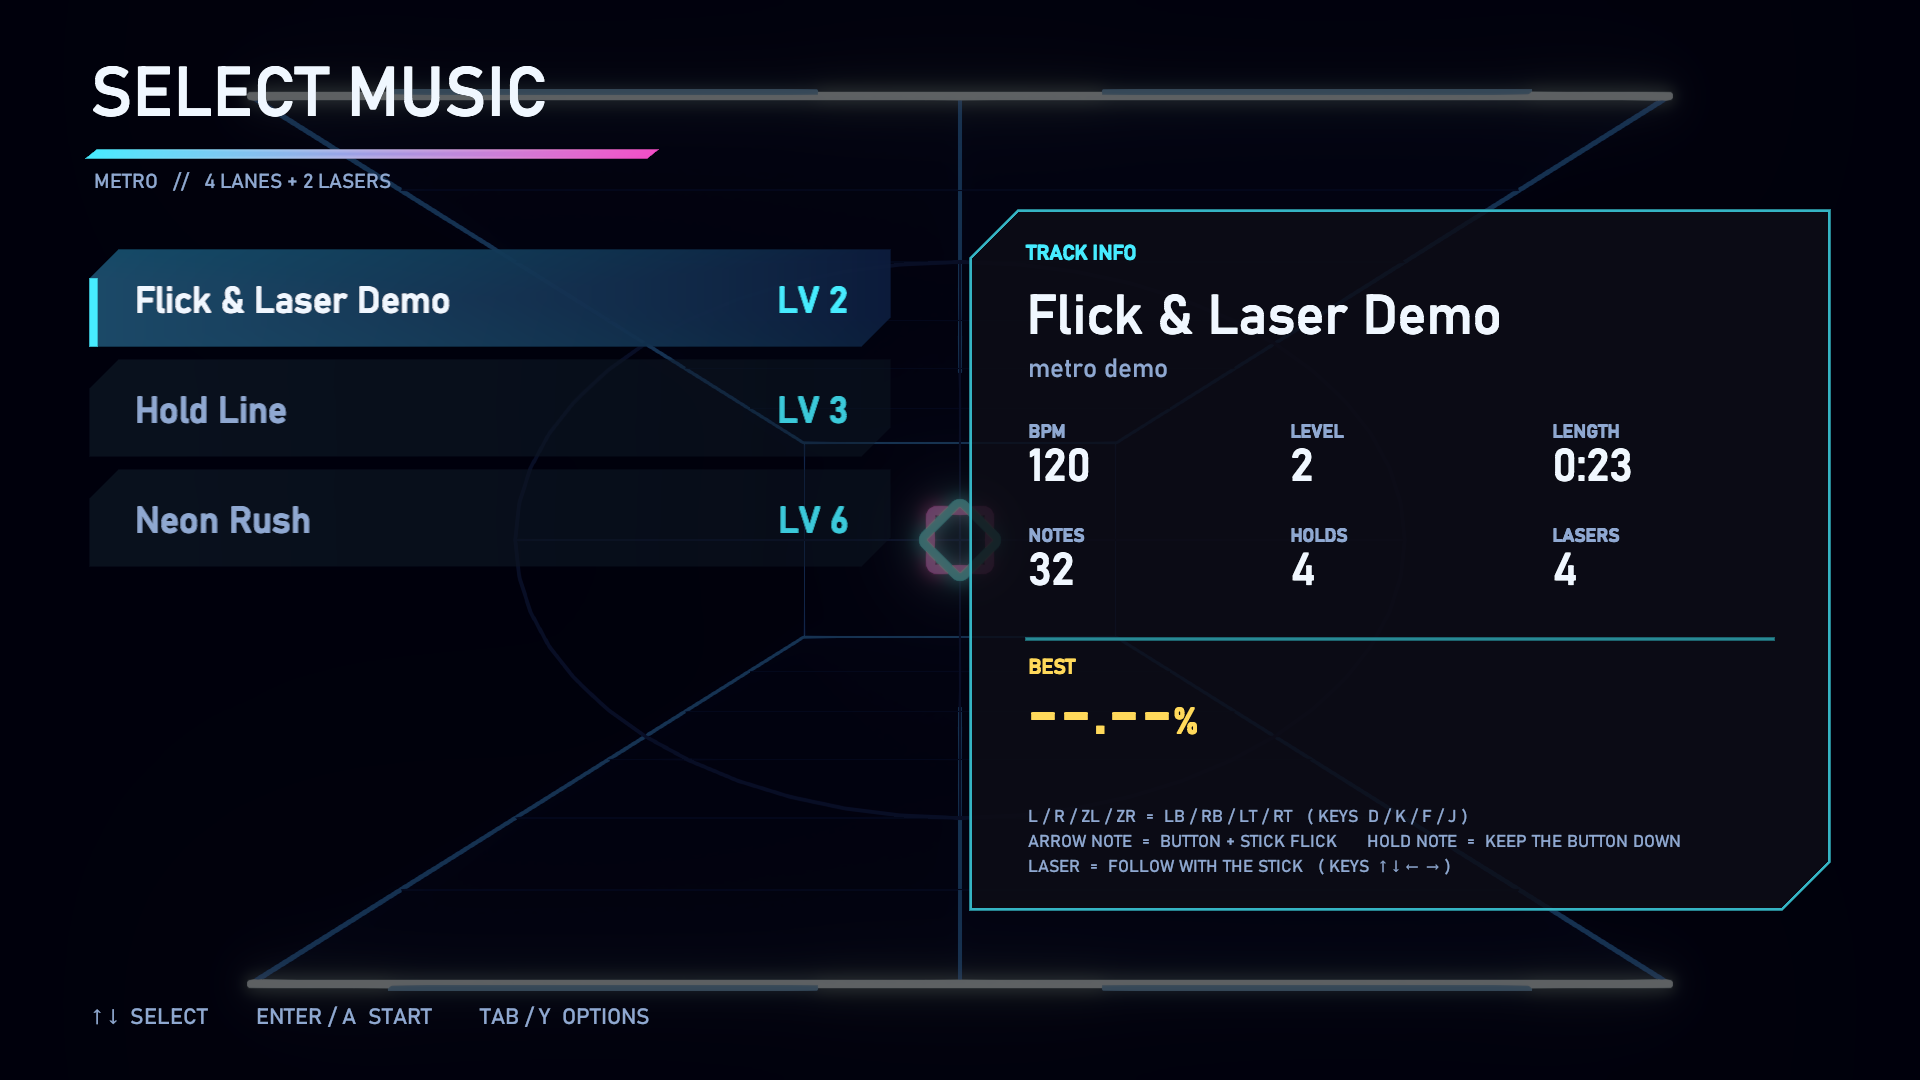 SELECT MUSIC
METRO // 4 LANES + 2 LASERS
Flick & Laser Demo LV 2
Hold Line LV 3
Neon Rush LV 6
TRACK INFO
Flick & Laser Demo
metro demo
BPM LEVEL LENGTH
120 2 0:23
NOTES HOLDS LASERS
32 4 4
BEST
--.--%
L / R / ZL / ZR = LB / RB / LT / RT ( KEYS D / K / F / J )
ARROW NOTE = BUTTON + STICK FLICK HOLD NOTE = KEEP THE BUTTON DOWN
LASER = FOLLOW WITH THE STICK ( KEYS ↑ ↓ ← → )
↑ ↓ SELECT ENTER / A START TAB / Y OPTIONS